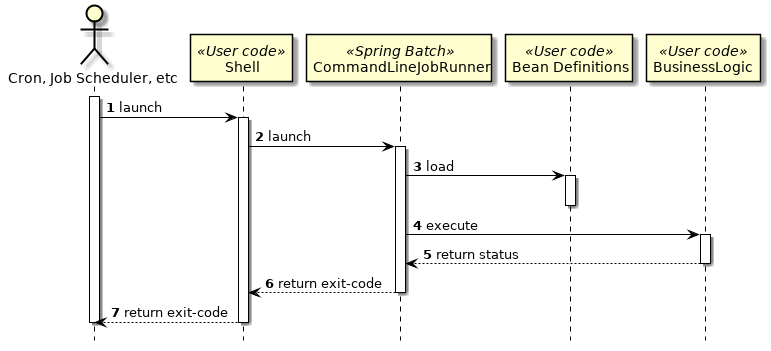 «User code»
Shell
«Spring Batch»
CommandLineJobRunner
«User code»
Bean Definitions
«User code»
BusinessLogic
Cron, Job Scheduler, etc
1 launch
2 launch
3 load
4 execute
5 return status
6 return exit-code
7 return exit-code